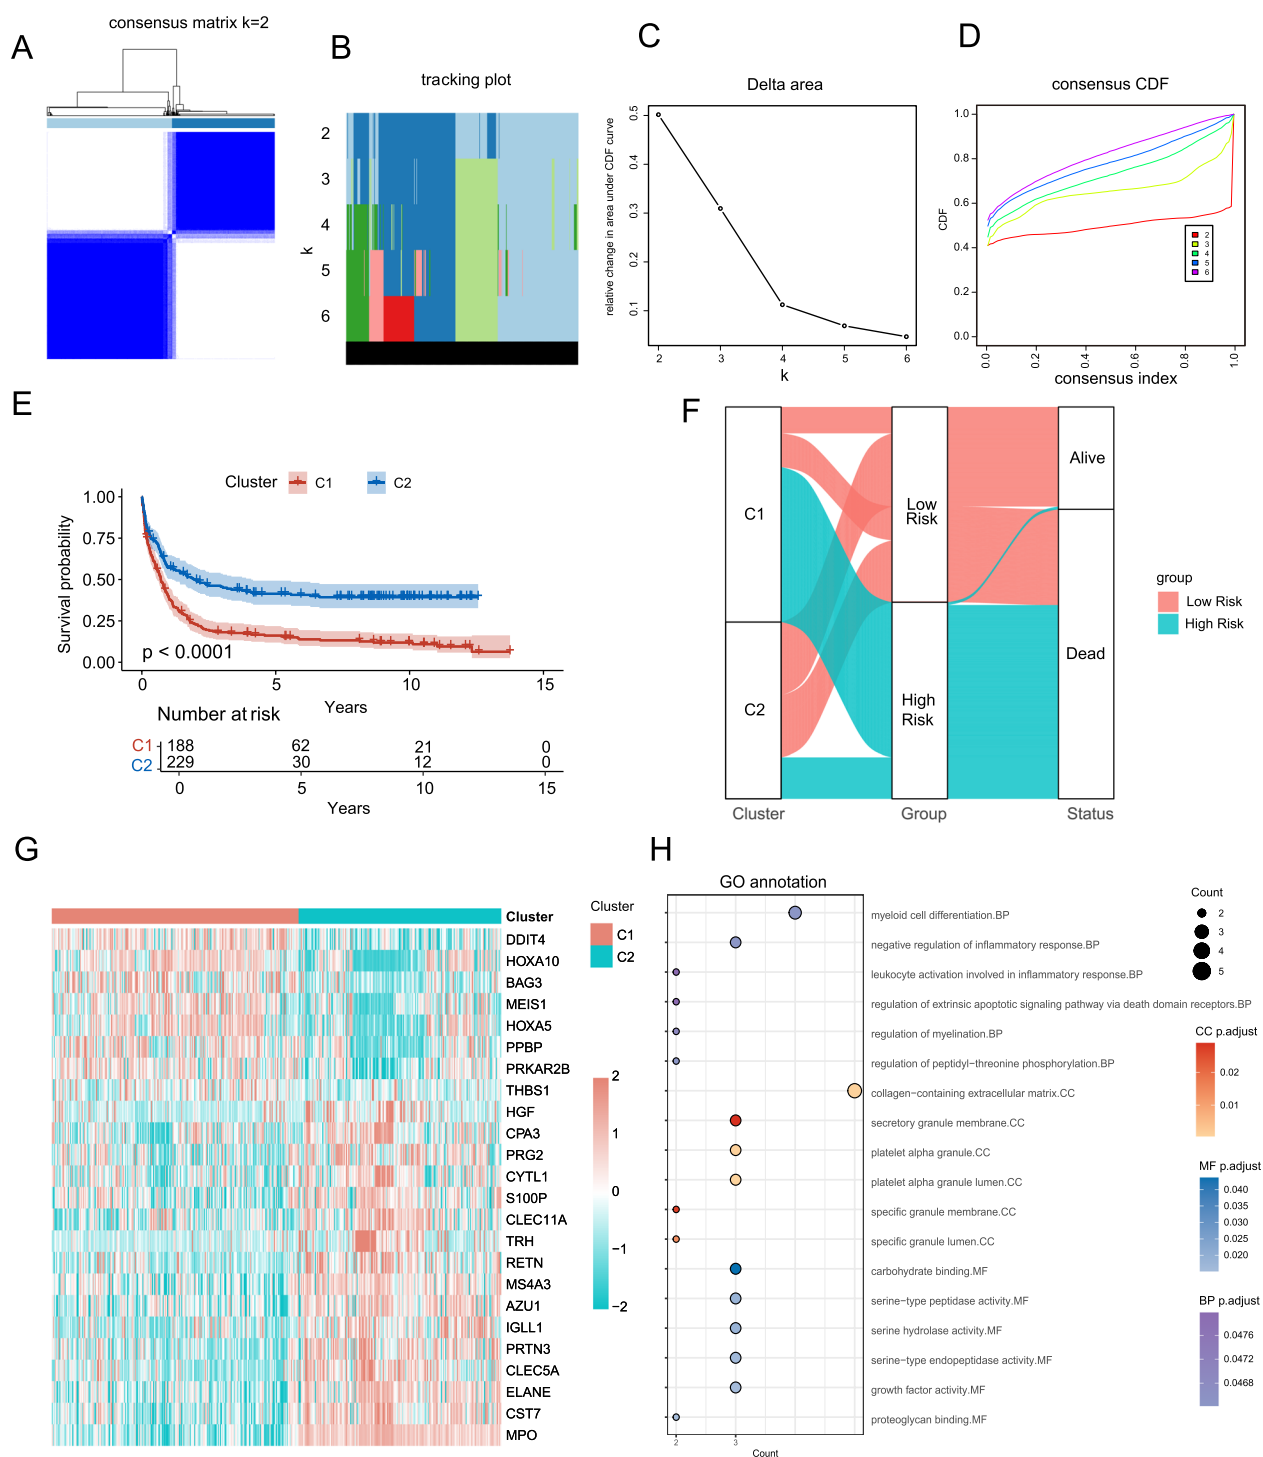 A
consensus matrix k=2
B
tracking plot
2
3
4
5
6
k
C
Delta area
relative change in area under CDF curve
0.5
0.4
0.3
0.2
0.1
2 3 4 5 6
k
D
consensus CDF
CDF
1.0
0.8
0.6
0.4
0.2
0.0
2
3
4
5
6
0.0 0.2 0.4 0.6 0.8 1.0
consensus index
E
Cluster C1 C2
Survival probability
1.00
0.75
0.50
0.25
0.00
p < 0.0001
0 5 10 15
Years
Number at risk
C1 188 62 21 0
C2 229 30 12 0
0 5 10 15
Years
F
C1
C2
Low
Risk
High
Risk
Alive
Dead
Cluster Group Status
group
Low Risk
High Risk
G
Cluster
DDIT4
HOXA10
BAG3
MEIS1
HOXA5
PPBP
PRKAR2B
THBS1
HGF
CPA3
PRG2
CYTL1
S100P
CLEC11A
TRH
RETN
MS4A3
AZU1
IGLL1
PRTN3
CLEC5A
ELANE
CST7
MPO
Cluster
C1
C2
2
1
0
−1
−2
H
GO annotation
myeloid cell differentiation.BP
negative regulation of inflammatory response.BP
leukocyte activation involved in inflammatory response.BP
regulation of extrinsic apoptotic signaling pathway via death domain receptors.BP
regulation of myelination.BP
regulation of peptidyl−threonine phosphorylation.BP
collagen−containing extracellular matrix.CC
secretory granule membrane.CC
platelet alpha granule.CC
platelet alpha granule lumen.CC
specific granule membrane.CC
specific granule lumen.CC
carbohydrate binding.MF
serine−type peptidase activity.MF
serine hydrolase activity.MF
serine−type endopeptidase activity.MF
growth factor activity.MF
proteoglycan binding.MF
2 3
Count
Count
2
3
4
5
CC p.adjust
0.02
0.01
MF p.adjust
0.040
0.035
0.030
0.025
0.020
BP p.adjust
0.0476
0.0472
0.0468